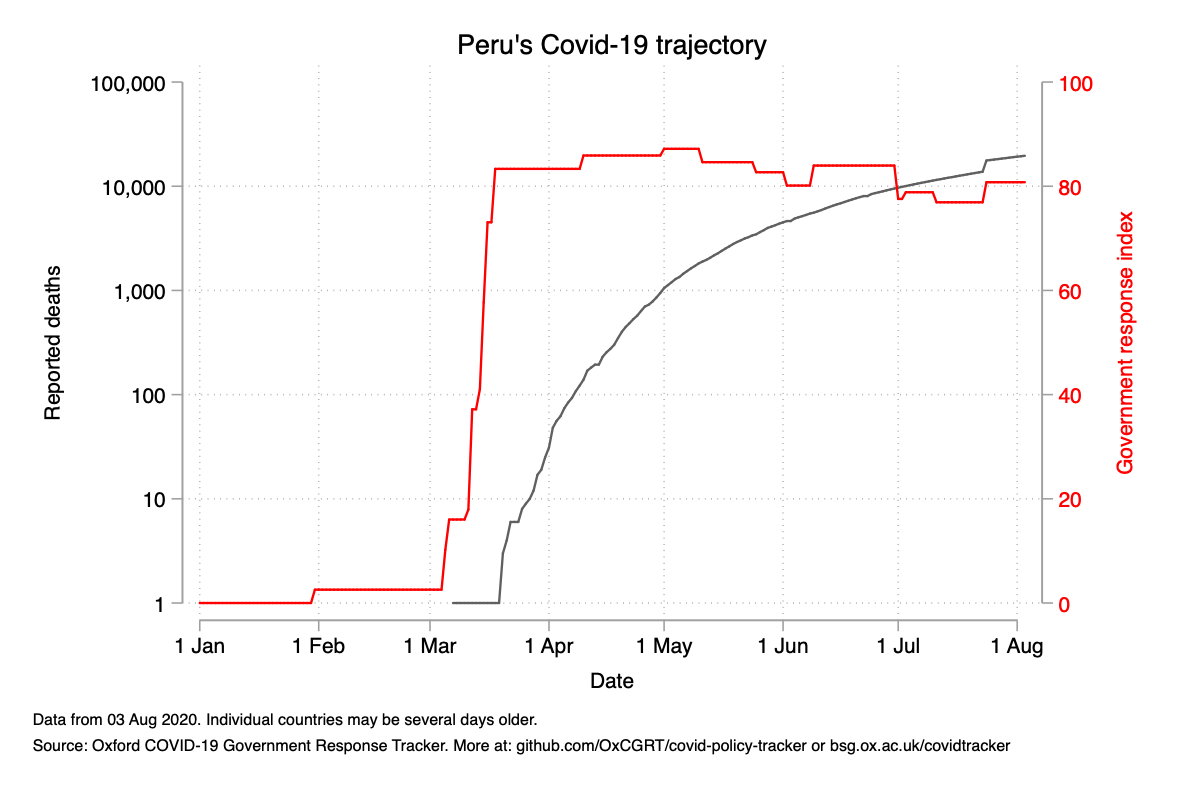 Peru's Covid-19 trajectory
100,000
10,000
1,000
100
10
1
Reported deaths
100
80
60
40
20
0
Government response index
1 Jan 1 Feb 1 Mar 1 Apr 1 May 1 Jun 1 Jul 1 Aug
Date
Data from 03 Aug 2020. Individual countries may be several days older.
Source: Oxford COVID-19 Government Response Tracker. More at: github.com/OxCGRT/covid-policy-tracker or bsg.ox.ac.uk/covidtracker